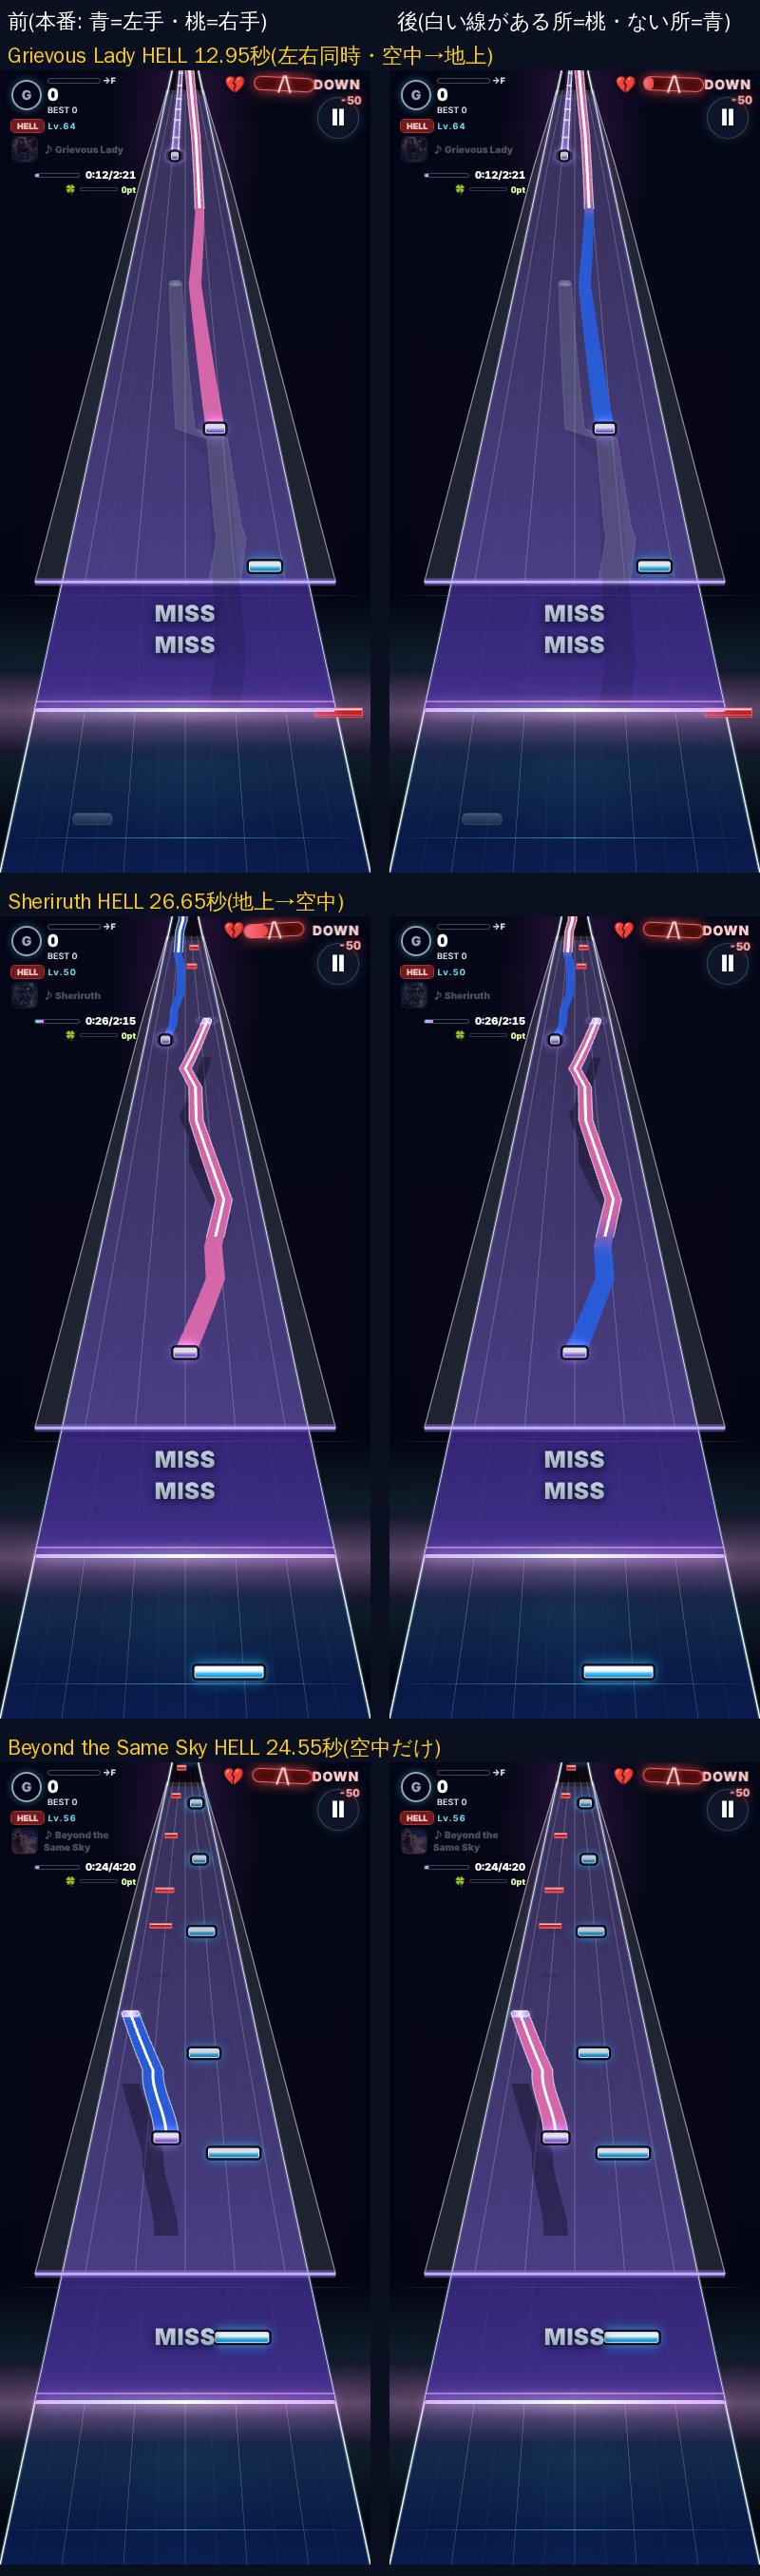 前(本番: 青=左手・桃=右手)
後(白い線がある所=桃・ない所=青)
Grievous Lady HELL 12.95秒(左右同時・空中→地上)
→F
G 0
BEST 0
HELL Lv.64
♪ Grievous Lady
0:12/2:21
0pt
DOWN
-50
MISS
MISS
→F
G 0
BEST 0
HELL Lv.64
♪ Grievous Lady
0:12/2:21
0pt
DOWN
-50
MISS
MISS
Sheriruth HELL 26.65秒(地上→空中)
→F
G 0
BEST 0
HELL Lv.50
♪ Sheriruth
0:26/2:15
0pt
DOWN
-50
MISS
MISS
→F
G 0
BEST 0
HELL Lv.50
♪ Sheriruth
0:26/2:15
0pt
DOWN
-50
MISS
MISS
Beyond the Same Sky HELL 24.55秒(空中だけ)
→F
G 0
BEST 0
HELL Lv.56
♪ Beyond the
Same Sky
0:24/4:20
0pt
DOWN
-50
MISS
→F
G 0
BEST 0
HELL Lv.56
♪ Beyond the
Same Sky
0:24/4:20
0pt
DOWN
-50
MISS